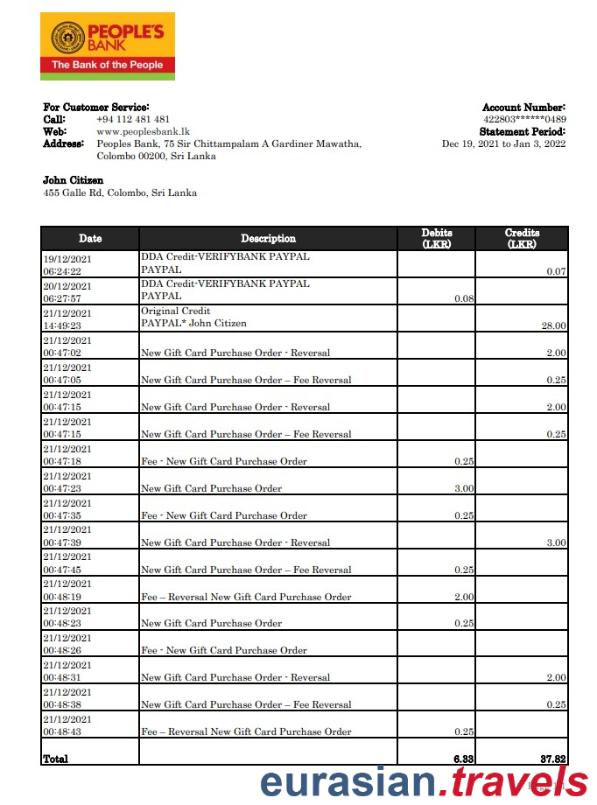 PEOPLE'S
BANK
The Bank of the People
For Customer Service:
Call: +94 112 481 481
Web: www.peoplesbank.lk
Address: Peoples Bank, 75 Sir Chittampalam A Gardiner Mawatha,
Colombo 00200, Sri Lanka
Account Number:
422803******0489
Statement Period:
Dec 19, 2021 to Jan 3, 2022
John Citizen
455 Galle Rd, Colombo, Sri Lanka
Date Description Debits (LKR) Credits (LKR)
19/12/2021 DDA Credit-VERIFYBANK PAYPAL
06:24:22 PAYPAL 0.07
20/12/2021 DDA Credit-VERIFYBANK PAYPAL
06:27:57 PAYPAL 0.08
21/12/2021 Original Credit
14:49:23 PAYPAL* John Citizen 28.00
21/12/2021
00:47:02 New Gift Card Purchase Order - Reversal 2.00
21/12/2021
00:47:05 New Gift Card Purchase Order – Fee Reversal 0.25
21/12/2021
00:47:15 New Gift Card Purchase Order - Reversal 2.00
21/12/2021
00:47:15 New Gift Card Purchase Order – Fee Reversal 0.25
21/12/2021
00:47:18 Fee - New Gift Card Purchase Order 0.25
21/12/2021
00:47:23 New Gift Card Purchase Order 3.00
21/12/2021
00:47:35 Fee - New Gift Card Purchase Order 0.25
21/12/2021
00:47:39 New Gift Card Purchase Order - Reversal 3.00
21/12/2021
00:47:45 New Gift Card Purchase Order – Fee Reversal 0.25
21/12/2021
00:48:19 Fee – Reversal New Gift Card Purchase Order 2.00
21/12/2021
00:48:23 New Gift Card Purchase Order 0.25
21/12/2021
00:48:26 Fee - New Gift Card Purchase Order
21/12/2021
00:48:31 New Gift Card Purchase Order - Reversal 2.00
21/12/2021
00:48:38 New Gift Card Purchase Order – Fee Reversal 0.25
21/12/2021
00:48:43 Fee – Reversal New Gift Card Purchase Order 0.25
Total 6.33 37.82
eurasian.travels